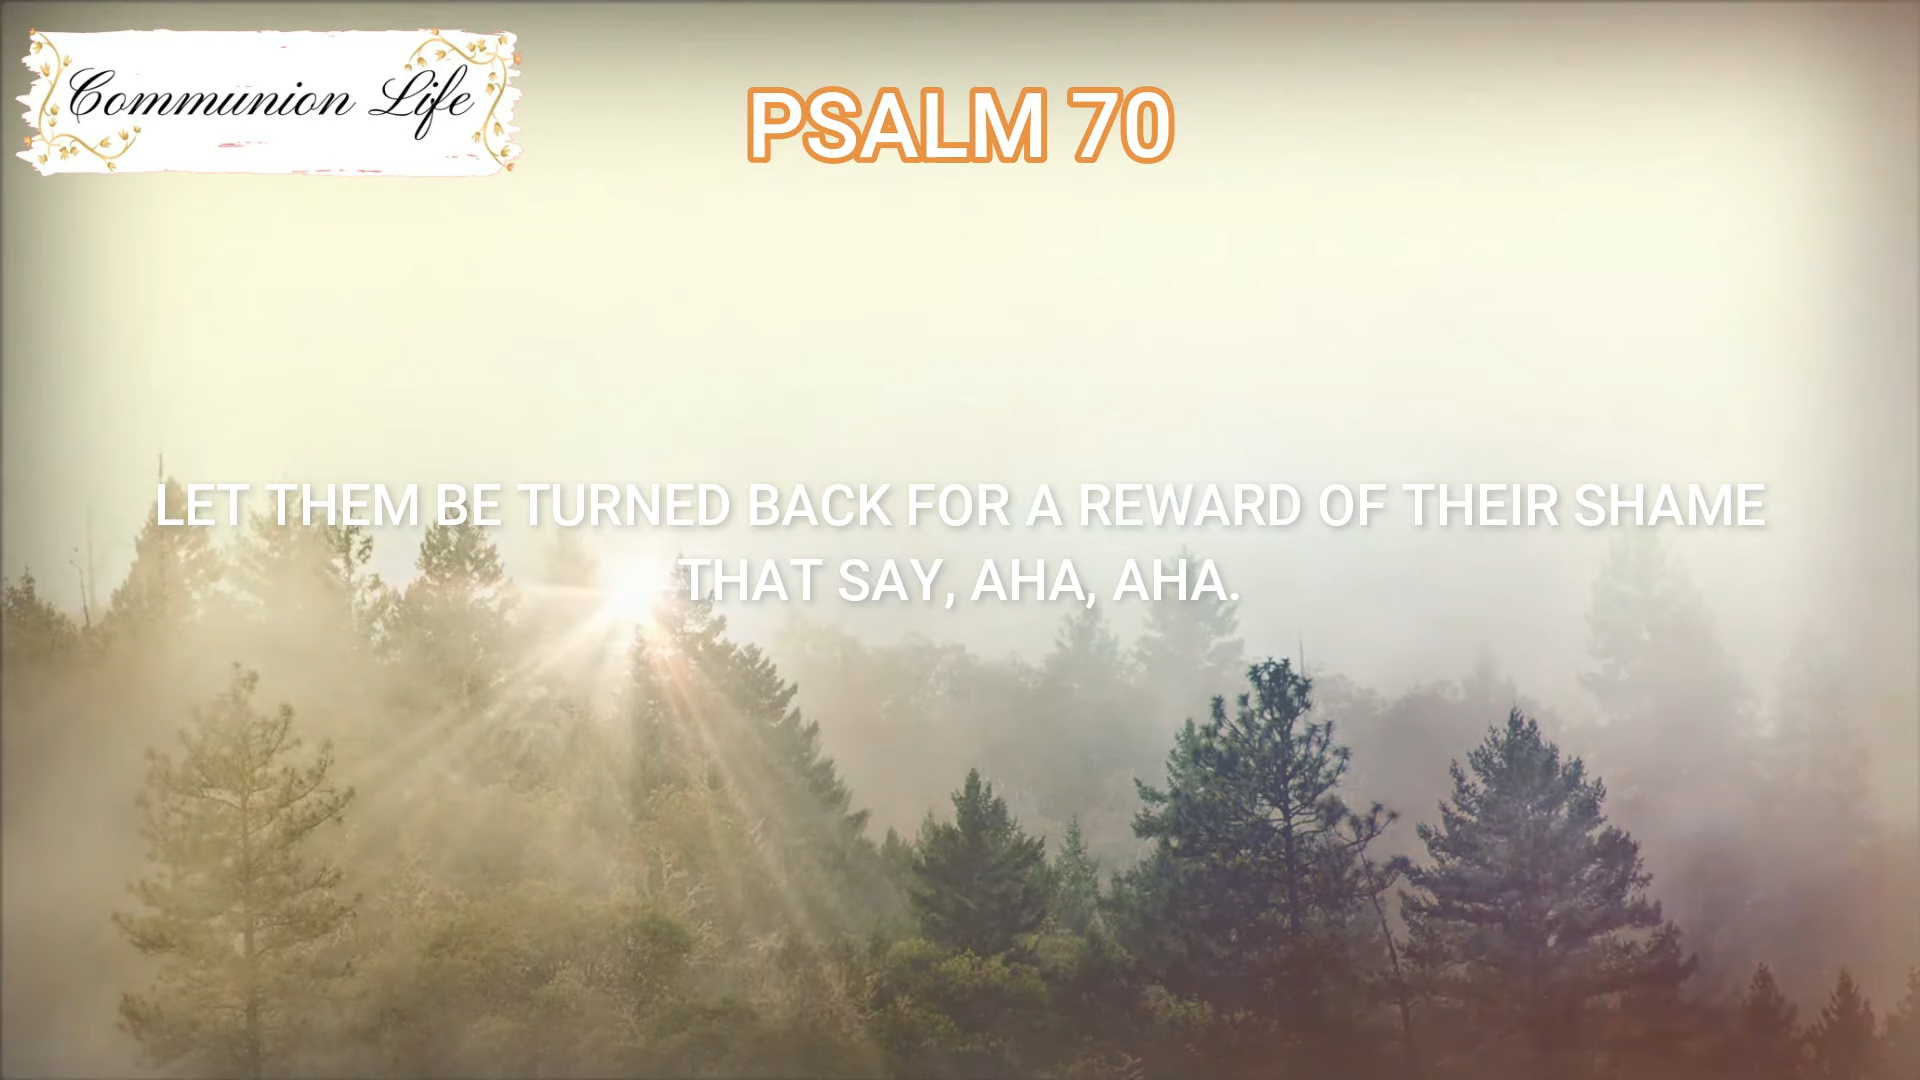 Communion Life
PSALM 70
LET THEM BE TURNED BACK FOR A REWARD OF THEIR SHAME
THAT SAY, AHA, AHA.